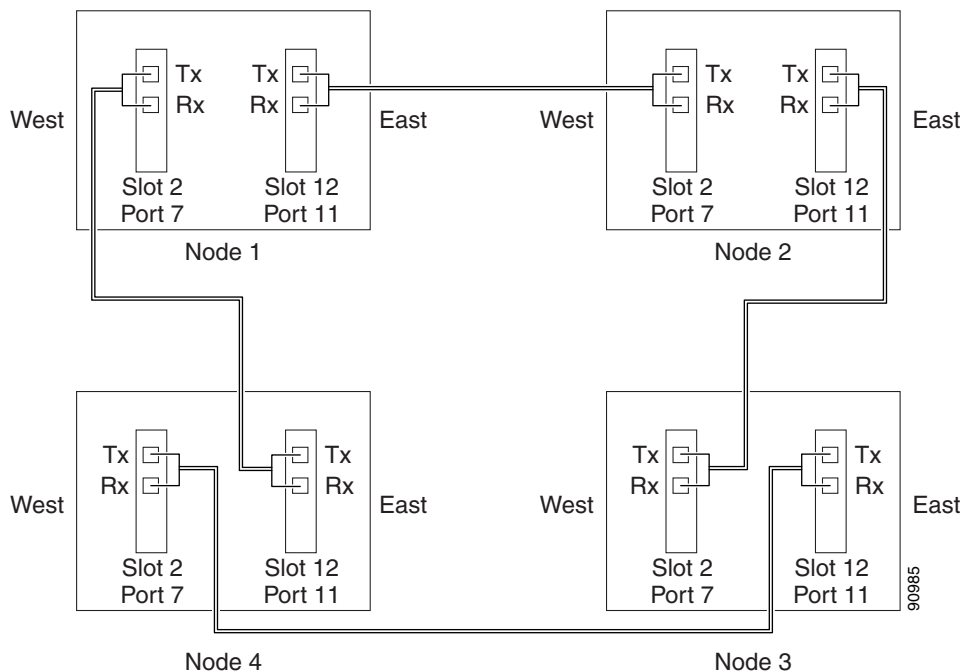 Tx Tx Tx Tx
Rx Rx Rx Rx
West East West East
Slot 2 Slot 12 Slot 2 Slot 12
Port 7 Port 11 Port 7 Port 11
Node 1 Node 2
Tx Tx Tx Tx
Rx Rx Rx Rx
West East West East
Slot 2 Slot 12 Slot 2 Slot 12
Port 7 Port 11 Port 7 Port 11
90985
Node 4 Node 3